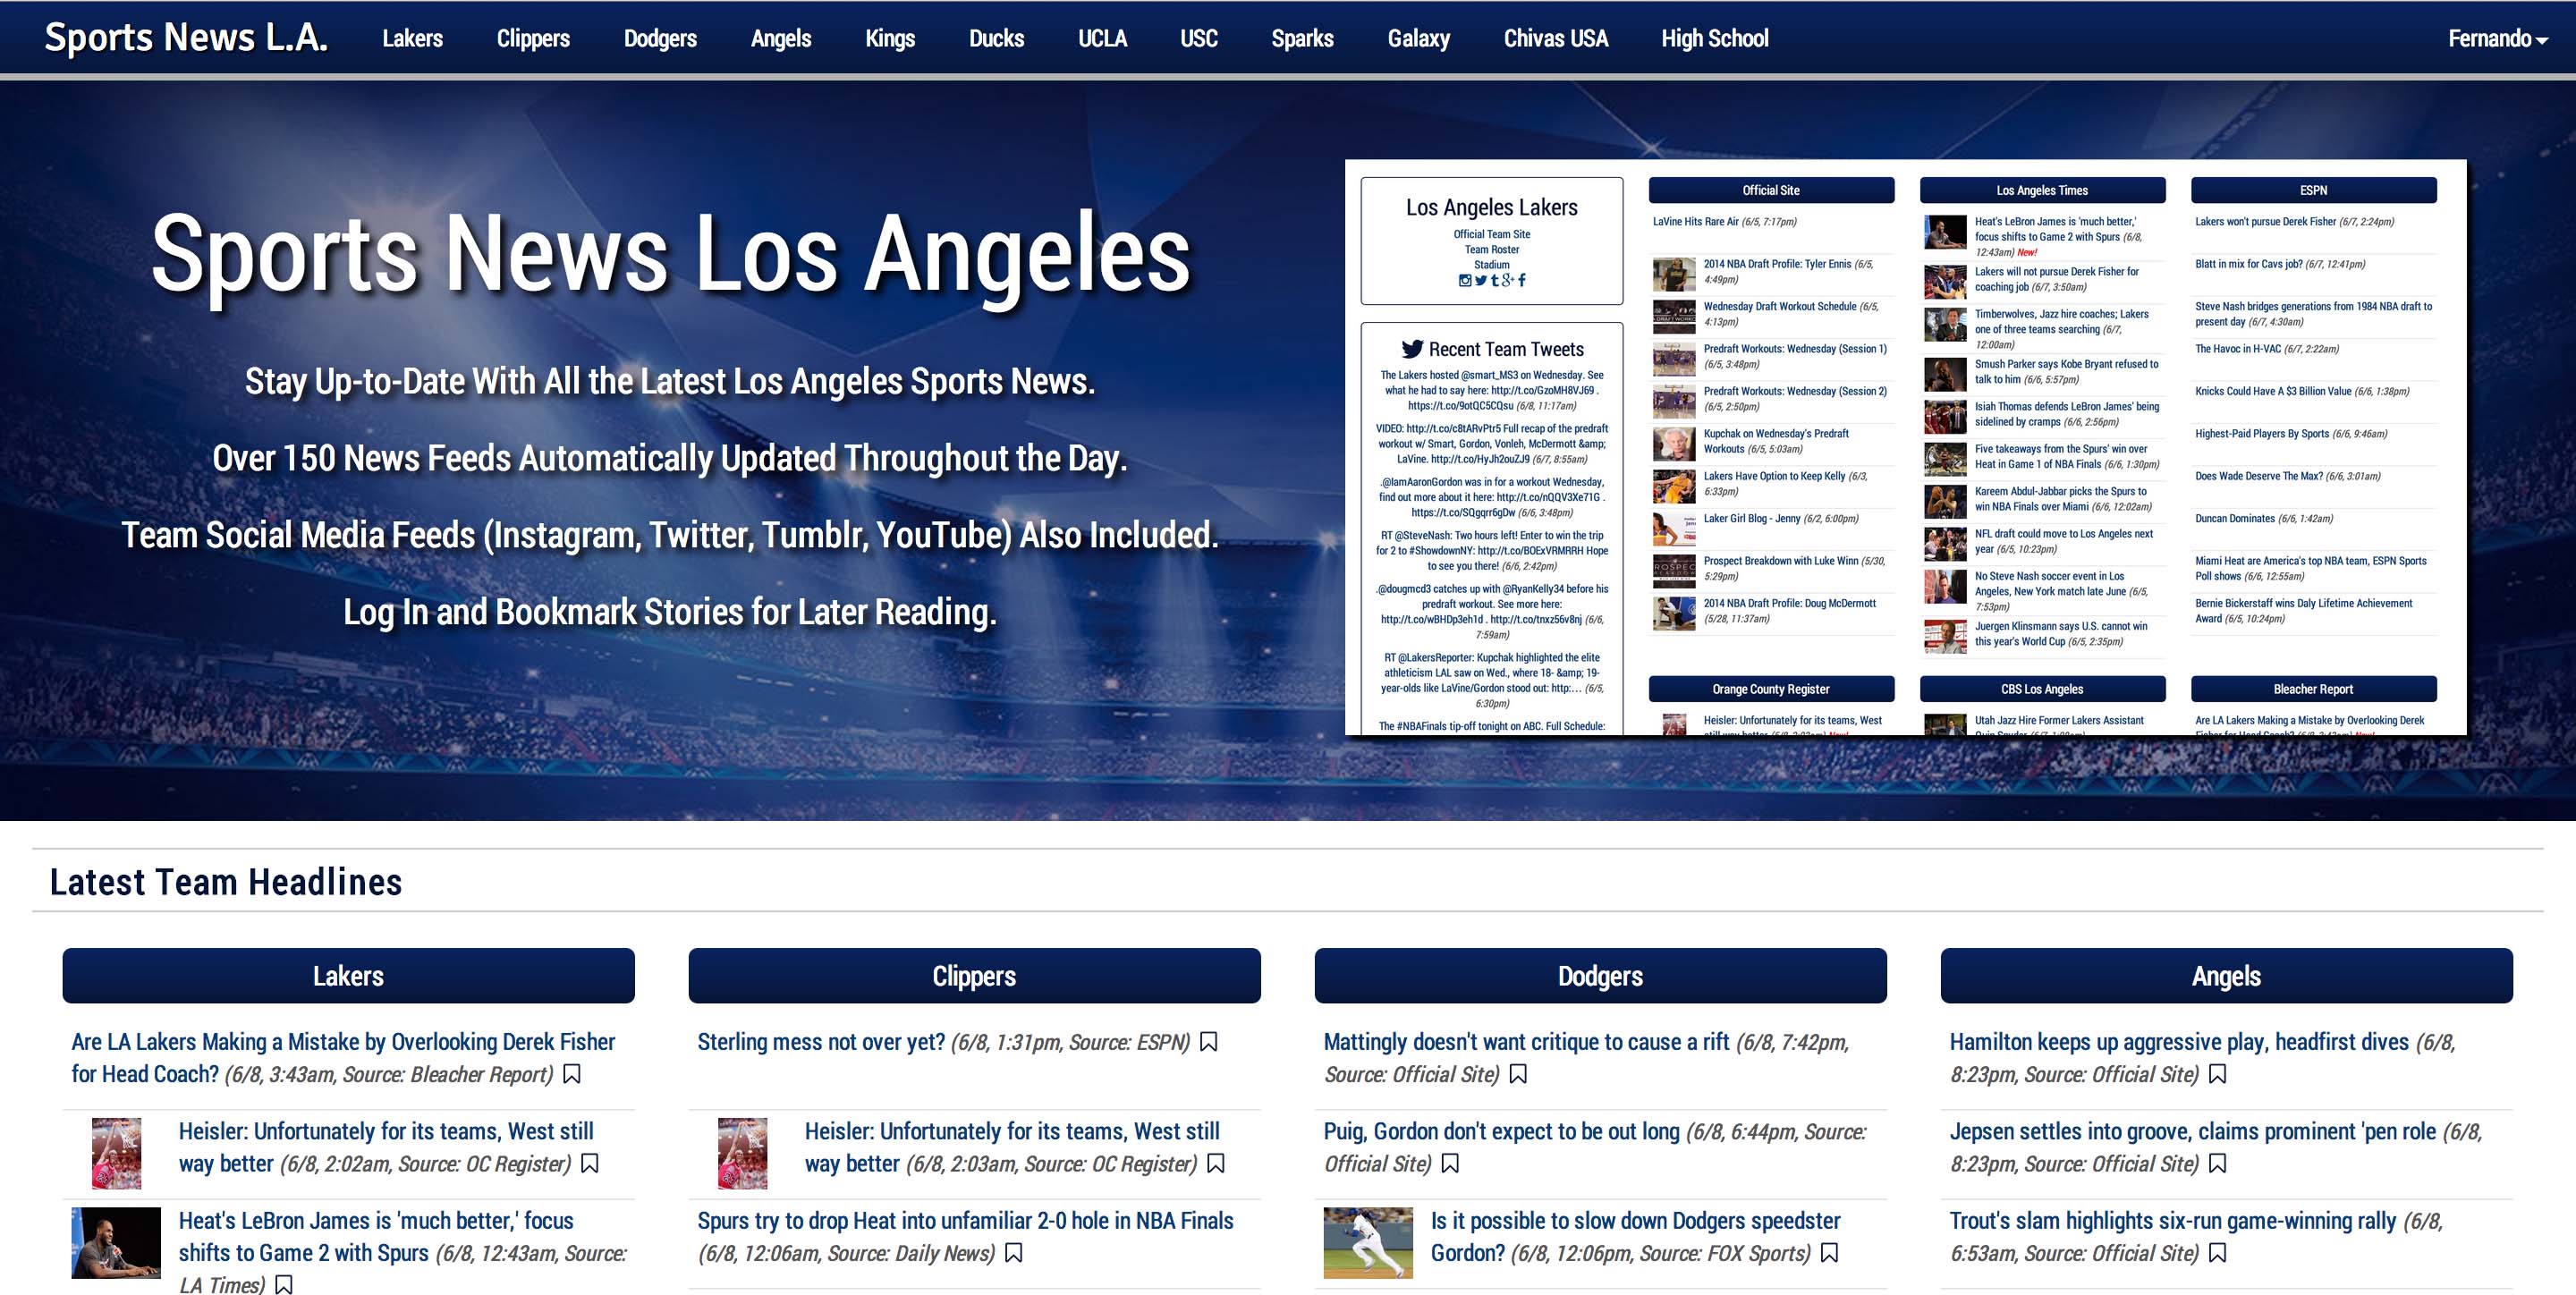 Sports News L.A. Lakers Clippers Dodgers Angels Kings Ducks UCLA USC Sparks Galaxy Chivas USA High School Fernando
Sports News Los Angeles
Stay Up-to-Date With All the Latest Los Angeles Sports News.
Over 150 News Feeds Automatically Updated Throughout the Day.
Team Social Media Feeds (Instagram, Twitter, Tumblr, YouTube) Also Included.
Log In and Bookmark Stories for Later Reading.
Los Angeles Lakers
Official Team Site
Team Roster
Stadium
Recent Team Tweets
The Lakers hosted @smart_MS3 on Wednesday. See
what he had to say here: http://t.co/GzoMH8VJ69 .
https://t.co/9otQC5CQsu (6/8, 11:17am)
VIDEO: http://t.co/c8tARvPtr5 Full recap of the predraft
workout w/ Smart, Gordon, Vonleh, McDermott &amp;
LaVine. http://t.co/HyJh2ouZJ9 (6/7, 8:55am)
.@IamAaronGordon was in for a workout Wednesday,
find out more about it here: http://t.co/nQQV3Xe71G .
https://t.co/SQgqrr6gDw (6/6, 3:48pm)
RT @SteveNash: Two hours left! Enter to win the trip
for 2 to #ShowdownNY: http://t.co/BOExVRMRRH Hope
to see you there! (6/6, 2:42pm)
.@dougmcd3 catches up with @RyanKelly34 before his
predraft workout. See more here:
http://t.co/wBHDp3eh1d . http://t.co/tnxz56v8nj (6/6,
7:59am)
RT @LakersReporter: Kupchak highlighted the elite
athleticism LAL saw on Wed., where 18- &amp; 19-
year-olds like LaVine/Gordon stood out: http:... (6/5,
6:30pm)
The #NBAFinals tip-off tonight on ABC. Full Schedule:
Official Site
LaVine Hits Rare Air (6/5, 7:17pm)
2014 NBA Draft Profile: Tyler Ennis (6/5,
4:49pm)
Wednesday Draft Workout Schedule (6/5,
4:13pm)
Predraft Workouts: Wednesday (Session 1)
(6/5, 3:48pm)
Predraft Workouts: Wednesday (Session 2)
(6/5, 2:50pm)
Kupchak on Wednesday's Predraft
Workouts (6/5, 5:03am)
Lakers Have Option to Keep Kelly (6/3,
6:33pm)
Laker Girl Blog - Jenny (6/2, 6:00pm)
Prospect Breakdown with Luke Winn (5/30,
5:29pm)
2014 NBA Draft Profile: Doug McDermott
(5/28, 11:37am)
Los Angeles Times
Heat's LeBron James is 'much better,'
focus shifts to Game 2 with Spurs (6/8,
12:43am) New!
Lakers will not pursue Derek Fisher for
coaching job (6/7, 3:50am)
Timberwolves, Jazz hire coaches; Lakers
one of three teams searching (6/7,
12:00am)
Smush Parker says Kobe Bryant refused to
talk to him (6/6, 5:57pm)
Isiah Thomas defends LeBron James' being
sidelined by cramps (6/6, 2:56pm)
Five takeaways from the Spurs' win over
Heat in Game 1 of NBA Finals (6/6, 1:30pm)
Kareem Abdul-Jabbar picks the Spurs to
win NBA Finals over Miami (6/6, 12:02am)
NFL draft could move to Los Angeles next
year (6/5, 10:23pm)
No Steve Nash soccer event in Los
Angeles, New York match late June (6/5,
7:53pm)
Juergen Klinsmann says U.S. cannot win
this year's World Cup (6/5, 2:35pm)
ESPN
Lakers won't pursue Derek Fisher (6/7, 2:24pm)
Blatt in mix for Cavs job? (6/7, 12:41pm)
Steve Nash bridges generations from 1984 NBA draft to
present day (6/7, 4:30am)
The Havoc in H-VAC (6/7, 2:22am)
Knicks Could Have A $3 Billion Value (6/6, 1:38pm)
Highest-Paid Players By Sports (6/6, 9:46am)
Does Wade Deserve The Max? (6/6, 3:01am)
Duncan Dominates (6/6, 1:42am)
Miami Heat are America's top NBA team, ESPN Sports
Poll shows (6/6, 12:55am)
Bernie Bickerstaff wins Daly Lifetime Achievement
Award (6/5, 10:24pm)
Orange County Register
Heisler: Unfortunately for its teams, West
CBS Los Angeles
Utah Jazz Hire Former Lakers Assistant
Bleacher Report
Are LA Lakers Making a Mistake by Overlooking Derek
Latest Team Headlines
Lakers
Are LA Lakers Making a Mistake by Overlooking Derek Fisher
for Head Coach? (6/8, 3:43am, Source: Bleacher Report)
Heisler: Unfortunately for its teams, West still
way better (6/8, 2:02am, Source: OC Register)
Heat's LeBron James is 'much better,' focus
shifts to Game 2 with Spurs (6/8, 12:43am, Source:
LA Times)
Clippers
Sterling mess not over yet? (6/8, 1:31pm, Source: ESPN)
Heisler: Unfortunately for its teams, West still
way better (6/8, 2:03am, Source: OC Register)
Spurs try to drop Heat into unfamiliar 2-0 hole in NBA Finals
(6/8, 12:06am, Source: Daily News)
Dodgers
Mattingly doesn't want critique to cause a rift (6/8, 7:42pm,
Source: Official Site)
Puig, Gordon don't expect to be out long (6/8, 6:44pm, Source:
Official Site)
Is it possible to slow down Dodgers speedster
Gordon? (6/8, 12:06pm, Source: FOX Sports)
Angels
Hamilton keeps up aggressive play, headfirst dives (6/8,
8:23pm, Source: Official Site)
Jepsen settles into groove, claims prominent 'pen role (6/8,
8:23pm, Source: Official Site)
Trout's slam highlights six-run game-winning rally (6/8,
6:53am, Source: Official Site)